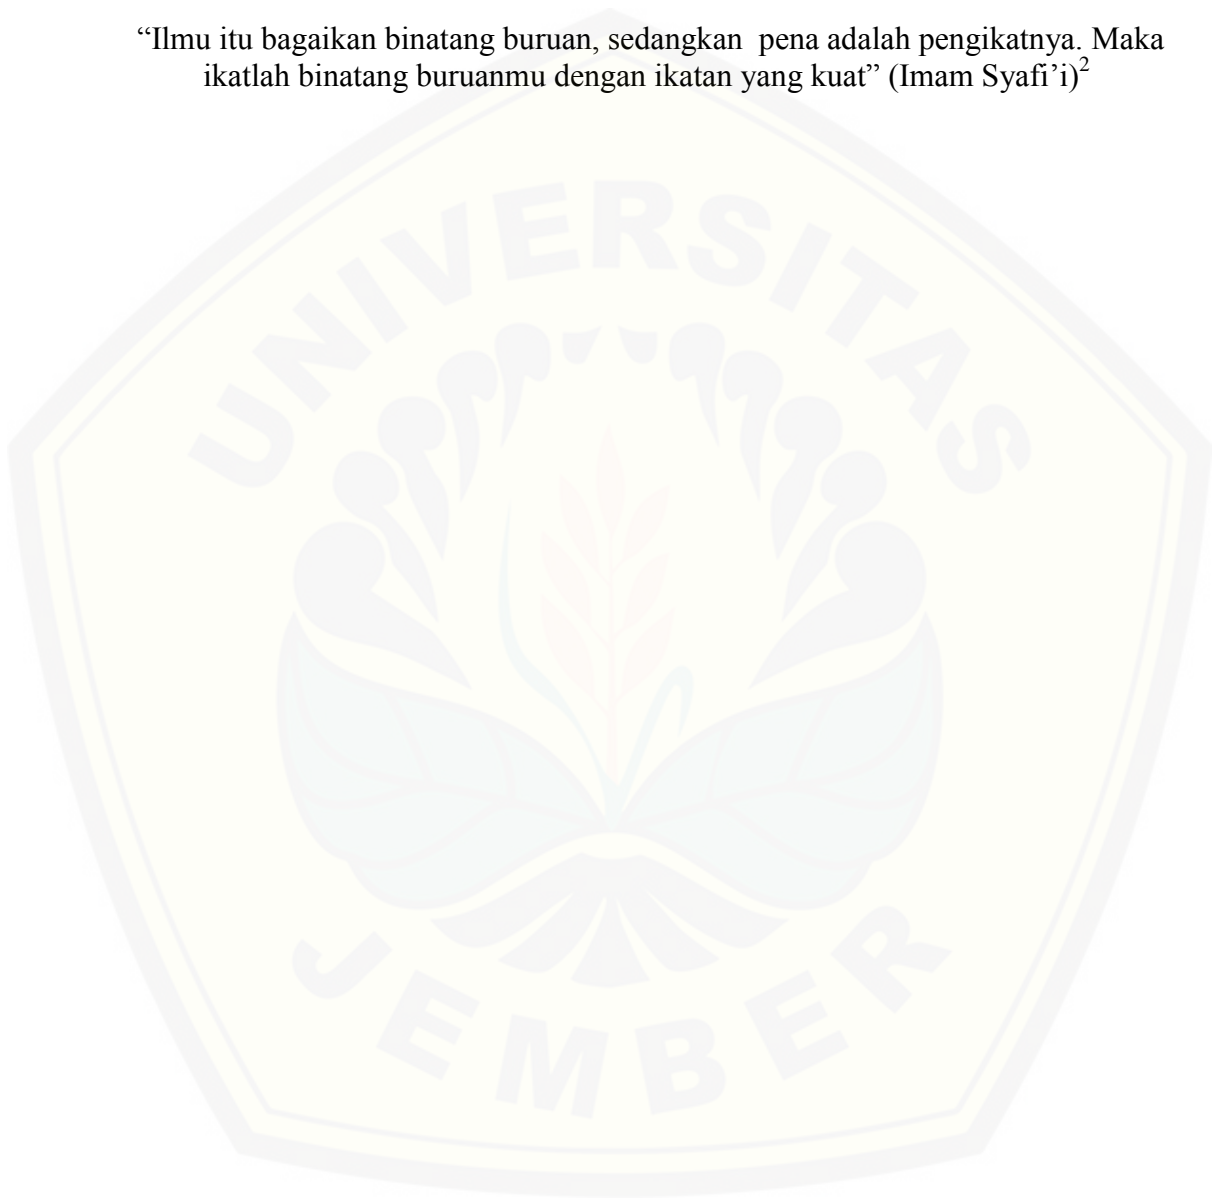 “Ilmu itu bagaikan binatang buruan, sedangkan  pena adalah pengikatnya. Maka
ikatlah binatang buruanmu dengan ikatan yang kuat” (Imam Syafi’i)2
UNIVERSITAS
JEMBER